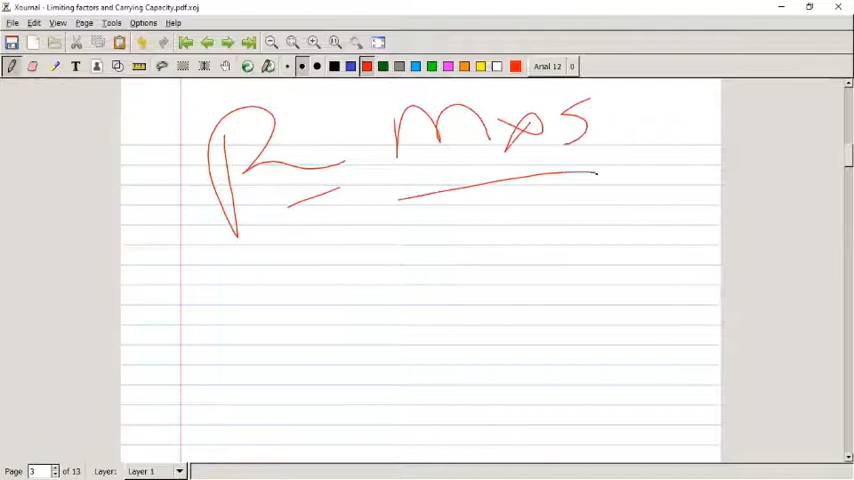 Xournal - Limiting factors and Carrying Capacity.pdf.xoj
File Edit View Page Tools Options Help
Arial 12 0
P = m x s
Page 3 of 13 Layer: Layer 1